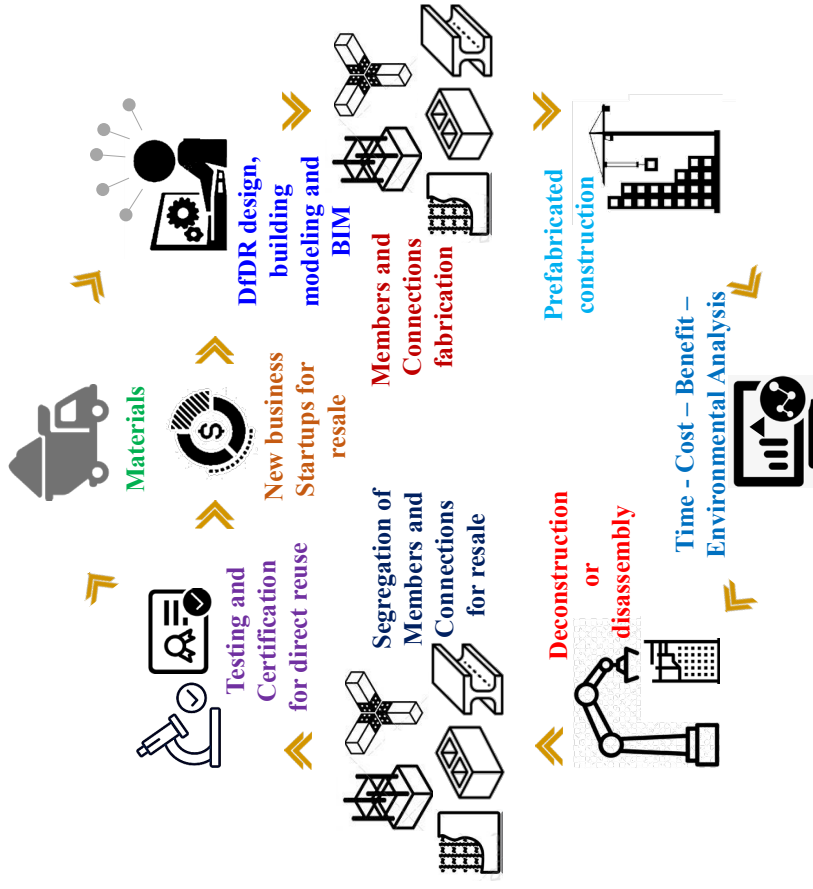 Materials
DfDR design,
building
modeling and
BIM
Members and
Connections
fabrication
Prefabricated
construction
Time - Cost – Benefit –
Environmental Analysis
Deconstruction
or
disassembly
Segregation of
Members and
Connections
for resale
Testing and
Certification
for direct reuse
$
New business
Startups for
resale